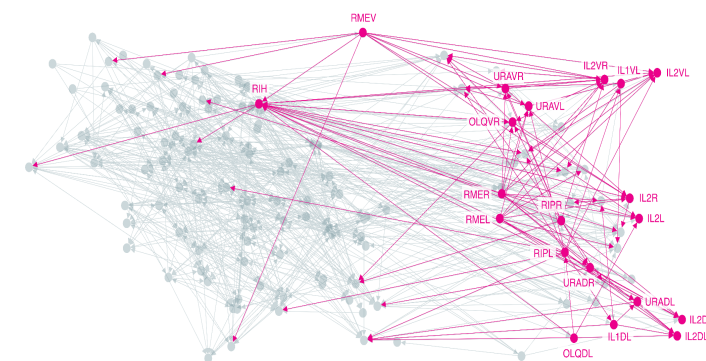 RMEV
IL2VR
IL1VL
IL2VL
URAVR
RIH
URAVL
OLQVR
RMER
RIPR
IL2R
RMEL
IL2L
RIPL
URADR
URADL
IL2D
IL1DL
IL2DL
OLQDL